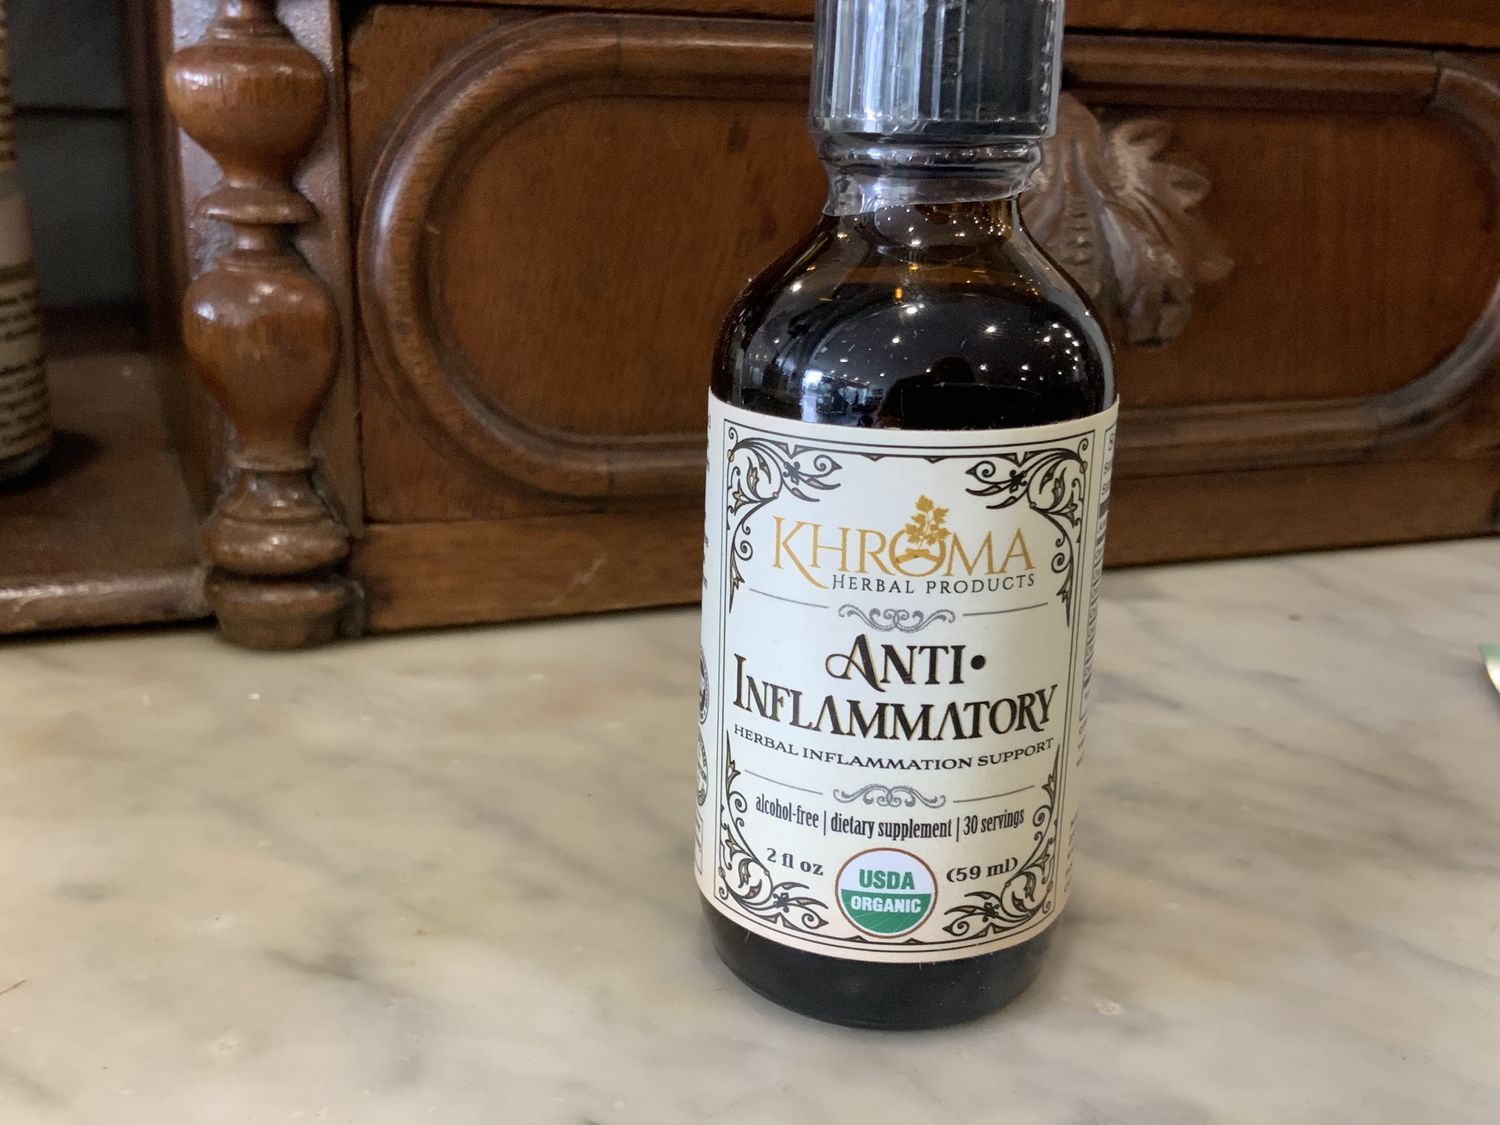 KHROMA
HERBAL PRODUCTS
ANTI•
INFLAMMATORY
HERBAL INFLAMMATION SUPPORT
alcohol-free | dietary supplement | 30 servings
2 fl oz (59 ml)
USDA
ORGANIC